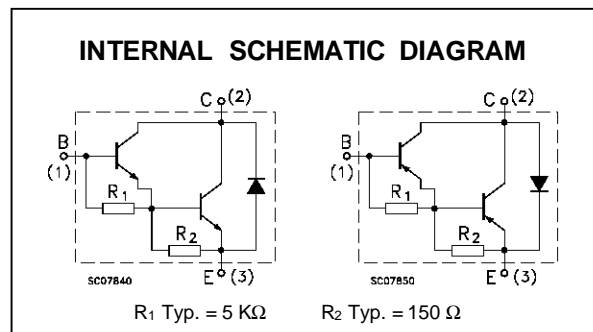 INTERNAL SCHEMATIC DIAGRAM
C (2)
B
(1)
R1
R2
E (3)
SC07840
C (2)
B
(1)
R1
R2
E (3)
SC07850
R1 Typ. = 5 KΩ R2 Typ. = 150 Ω